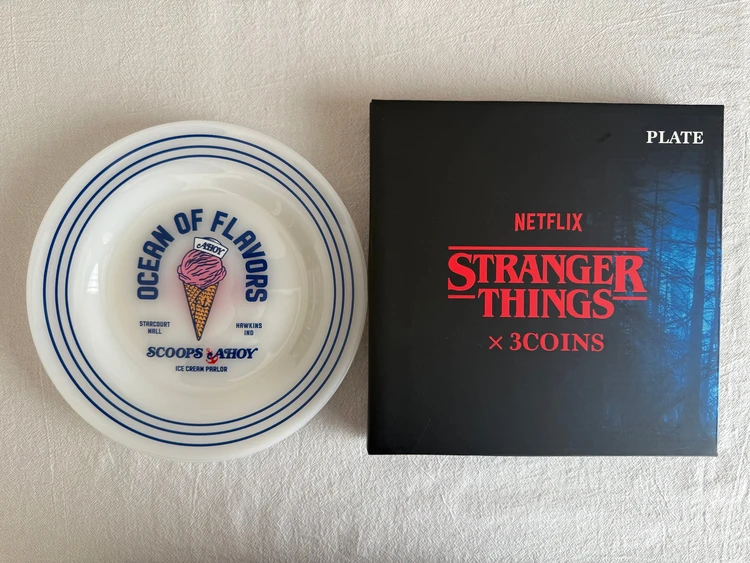 OCEAN OF FLAVORS
AHOY
STARCOURT
MALL
HAWKINS
IND
SCOOPS AHOY
ICE CREAM PARLOR
PLATE
NETFLIX
STRANGER
THINGS
× 3COINS